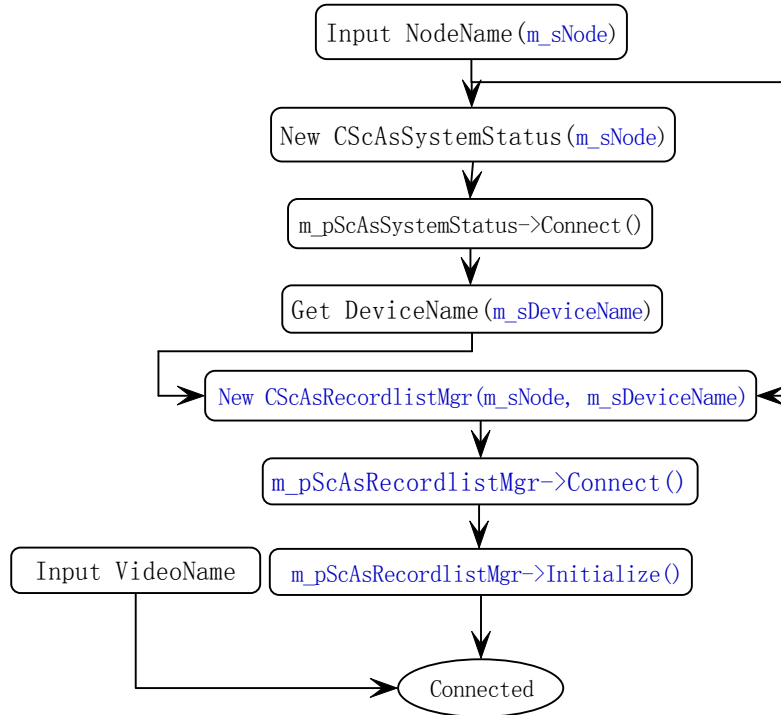 Input NodeName(m_sNode)
New CScAsSystemStatus(m_sNode)
m_pScAsSystemStatus->Connect()
Get DeviceName(m_sDeviceName)
New CScAsRecordlistMgr(m_sNode, m_sDeviceName)
m_pScAsRecordlistMgr->Connect()
Input VideoName
m_pScAsRecordlistMgr->Initialize()
Connected